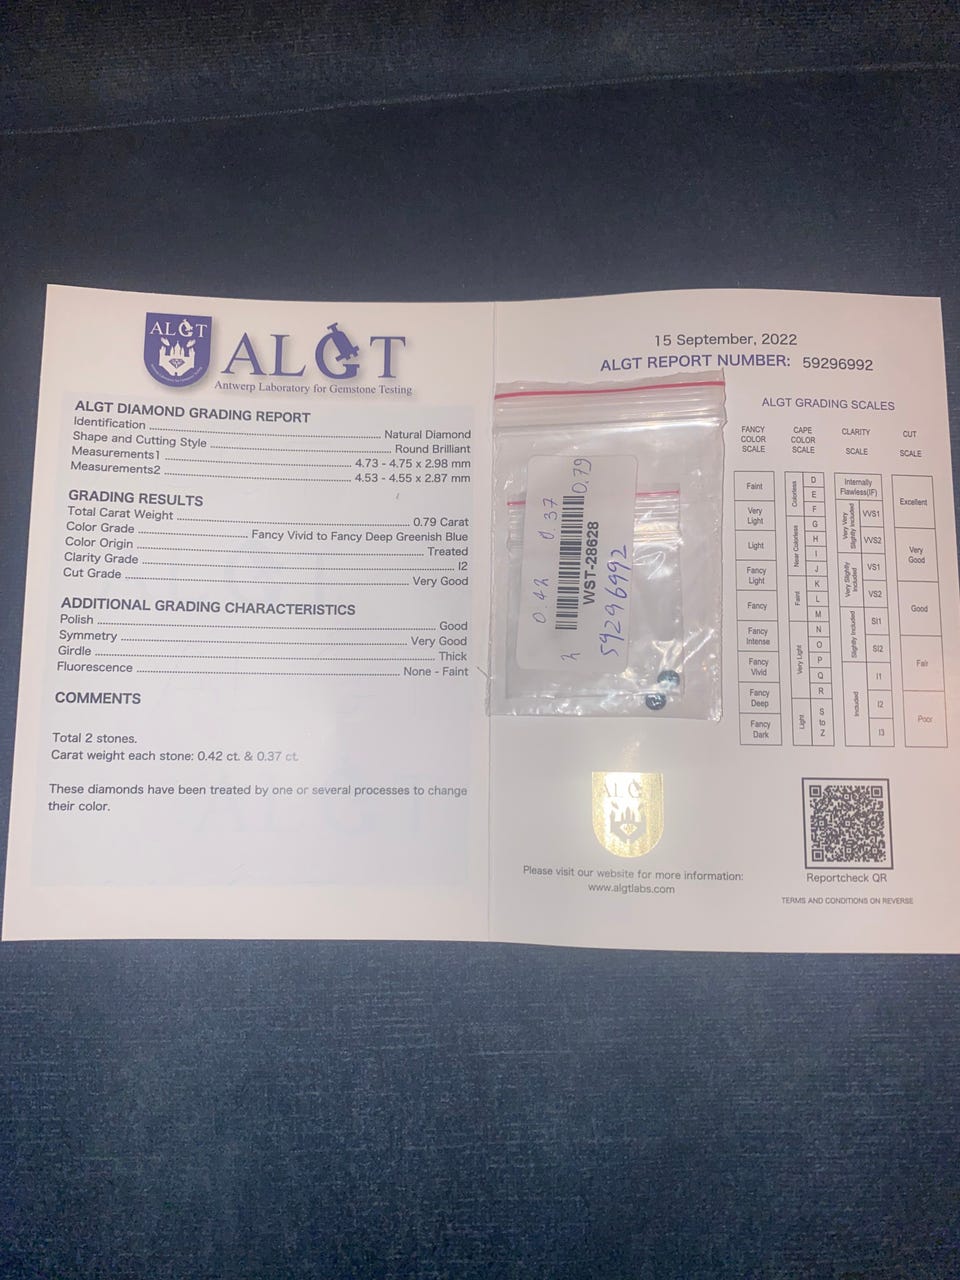 ALGT
ALGT
Antwerp Laboratory for Gemstone Testing
ALGT DIAMOND GRADING REPORT
Identification ........ Natural Diamond
Shape and Cutting Style ........ Round Brilliant
Measurements1 ........ 4.73 - 4.75 x 2.98 mm
Measurements2 ........ 4.53 - 4.55 x 2.87 mm
GRADING RESULTS
Total Carat Weight ........ 0.79 Carat
Color Grade ........ Fancy Vivid to Fancy Deep Greenish Blue
Color Origin ........ Treated
Clarity Grade ........ I2
Cut Grade ........ Very Good
ADDITIONAL GRADING CHARACTERISTICS
Polish ........ Good
Symmetry ........ Very Good
Girdle ........ Thick
Fluorescence ........ None - Faint
COMMENTS
Total 2 stones.
Carat weight each stone: 0.42 ct. & 0.37 ct.
These diamonds have been treated by one or several processes to change
their color.
15 September, 2022
ALGT REPORT NUMBER: 59296992
0.42 0.37 0.79
WST-28628
59296992
ALGT GRADING SCALES
FANCY
COLOR
SCALE
Faint
Very
Light
Light
Fancy
Light
Fancy
Fancy
Intense
Fancy
Vivid
Fancy
Deep
Fancy
Dark
CAPE
COLOR
SCALE
Colorless
Near Colorless
Faint
Very Light
Light
D
E
F
G
H
I
J
K
L
M
N
O
P
Q
R
S
to
Z
CLARITY
SCALE
Internally
Flawless(IF)
Very Very
Slightly Included
Very Slightly
Included
Slightly Included
Included
VVS1
VVS2
VS1
VS2
SI1
SI2
I1
I2
I3
CUT
SCALE
Excellent
Very
Good
Good
Fair
Poor
ALGT
Please visit our website for more information:
www.algtlabs.com
Reportcheck QR
TERMS AND CONDITIONS ON REVERSE